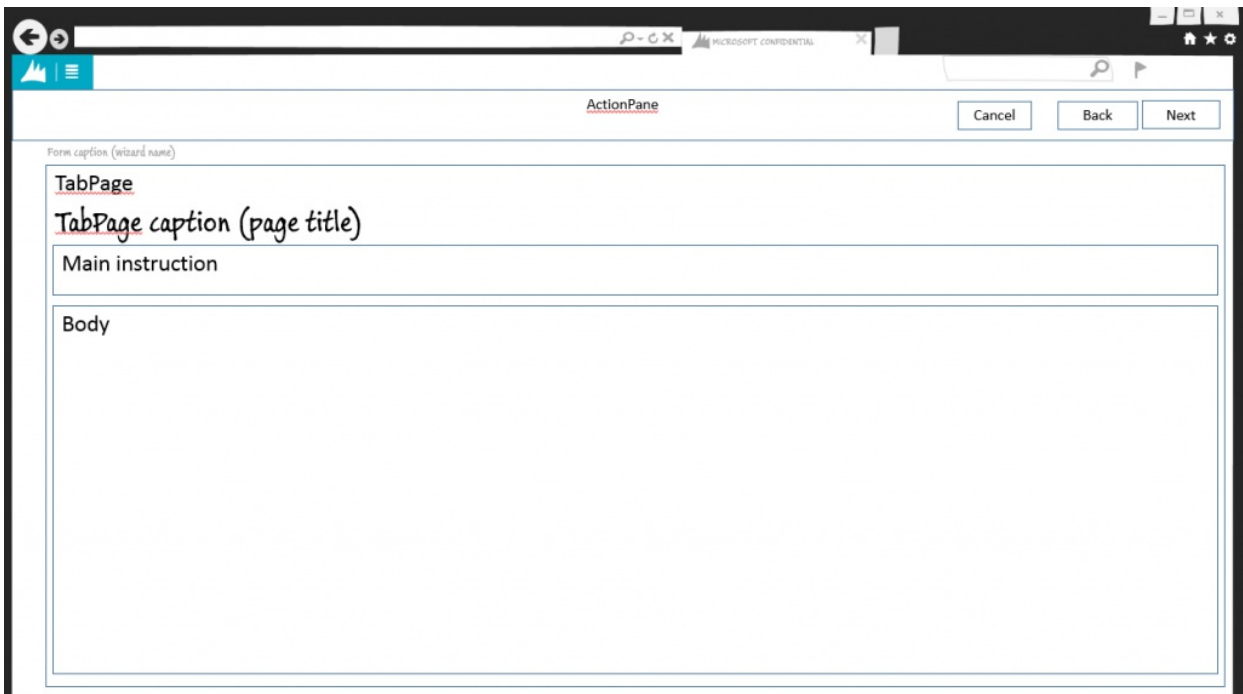 MICROSOFT CONFIDENTIAL
ActionPane
Cancel
Back
Next
Form caption (wizard name)
TabPage
TabPage caption (page title)
Main instruction
Body